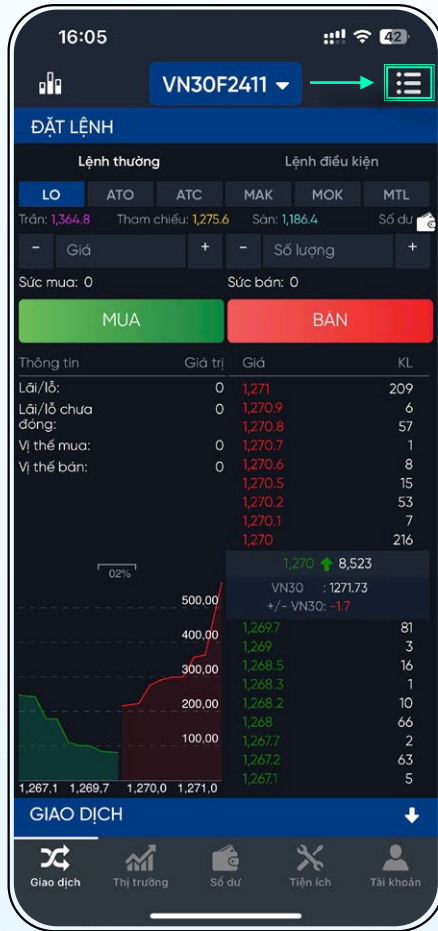 16:05 42
VN30F2411
ĐẶT LỆNH
Lệnh thường Lệnh điều kiện
LO ATO ATC MAK MOK MTL
Trần: 1,364.8 Tham chiếu: 1,275.6 Sàn: 1,186.4 Số dư
- Giá + - Số lượng +
Sức mua: 0 Sức bán: 0
MUA BÁN
Thông tin Giá trị Giá KL
Lãi/lỗ: 0 1,271 209
Lãi/lỗ chưa đóng: 0 1,270.9 6
1,270.8 57
Vị thế mua: 0 1,270.7 1
Vị thế bán: 0 1,270.6 8
1,270.5 15
1,270.2 53
1,270.1 7
1,270 216
1,270 8,523
VN30 : 1271.73
+/- VN30: -1.7
02%
500,00
400,00
300,00
200,00
100,00
1,267,1 1,269,7 1,270,0 1,271,0
1,269.7 81
1,269 3
1,268.5 16
1,268.3 1
1,268.2 10
1,268 66
1,267.7 2
1,267.2 63
1,267.1 5
GIAO DỊCH
Giao dịch Thị trường Số dư Tiện ích Tài khoản